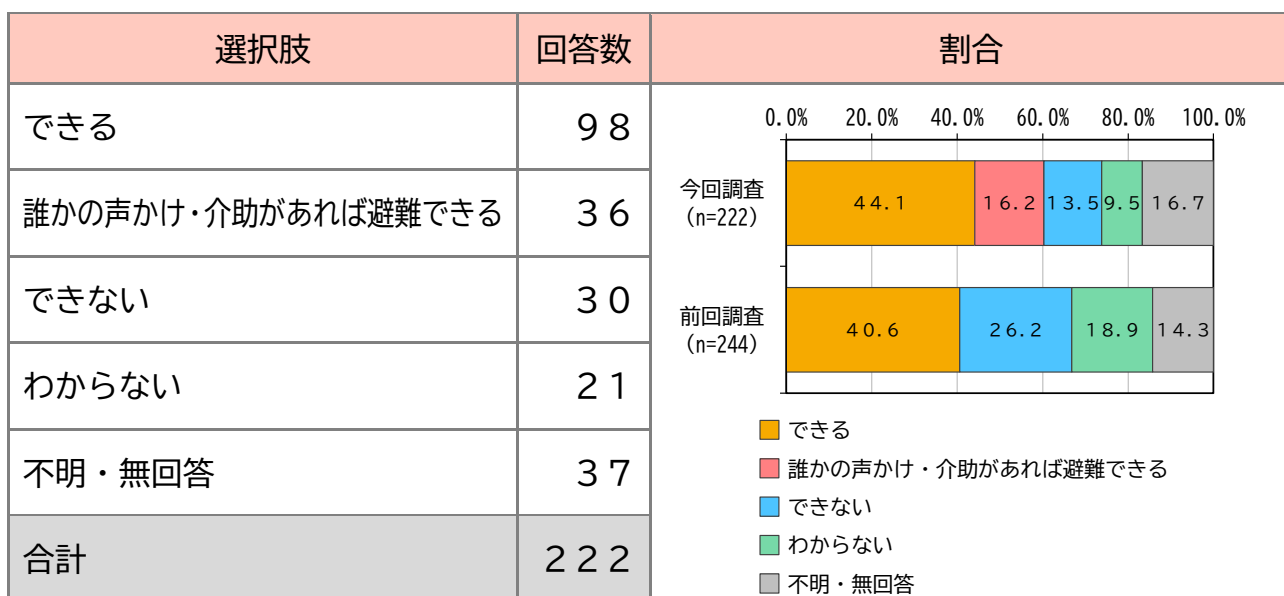 選択肢 回答数 割合
できる 98
誰かの声かけ・介助があれば避難できる 36
できない 30
わからない 21
不明・無回答 37
合計 222
0.0% 20.0% 40.0% 60.0% 80.0% 100.0%
今回調査
(n=222)
44.1 16.2 13.5 9.5 16.7
前回調査
(n=244)
40.6 26.2 18.9 14.3
できる
誰かの声かけ・介助があれば避難できる
できない
わからない
不明・無回答